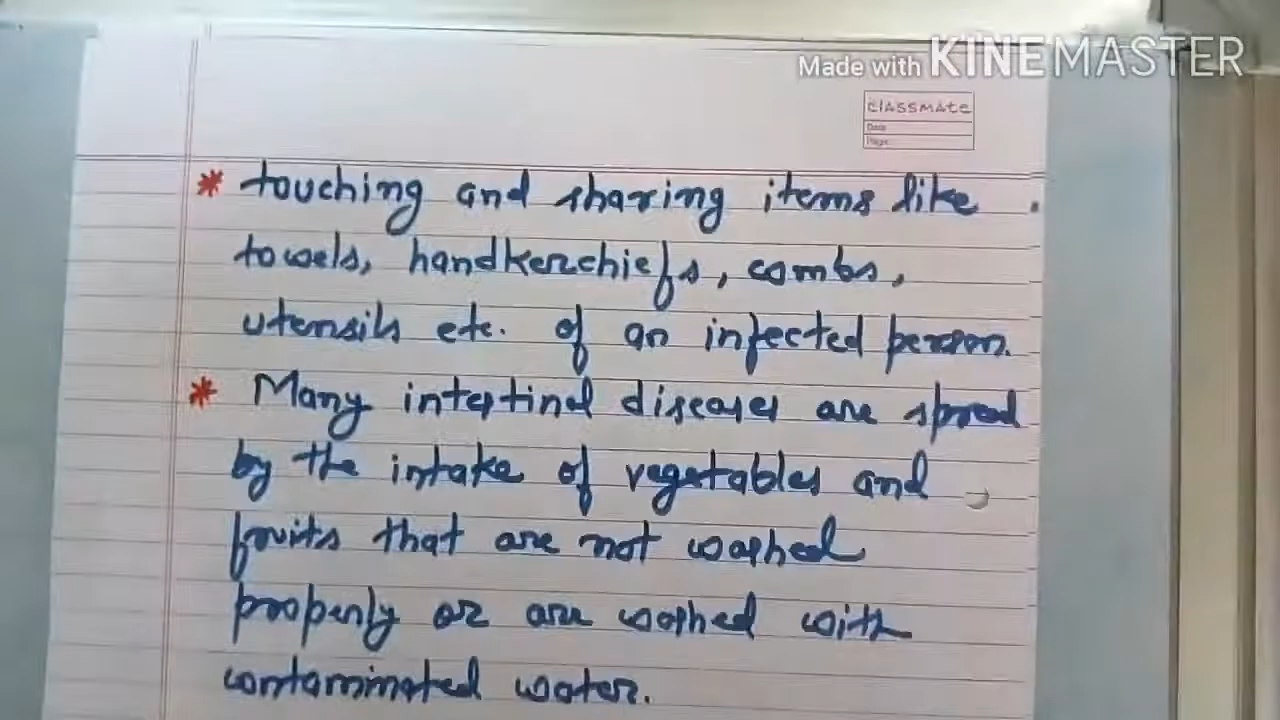 Made with KINEMASTER
CLASSMATE
Date
Page
* touching and sharing items like
towels, handkerchiefs, combs,
utensils etc. of an infected person.
* Many intestinal diseases are spread
by the intake of vegetables and
fruits that are not washed
properly or are washed with
contaminated water.